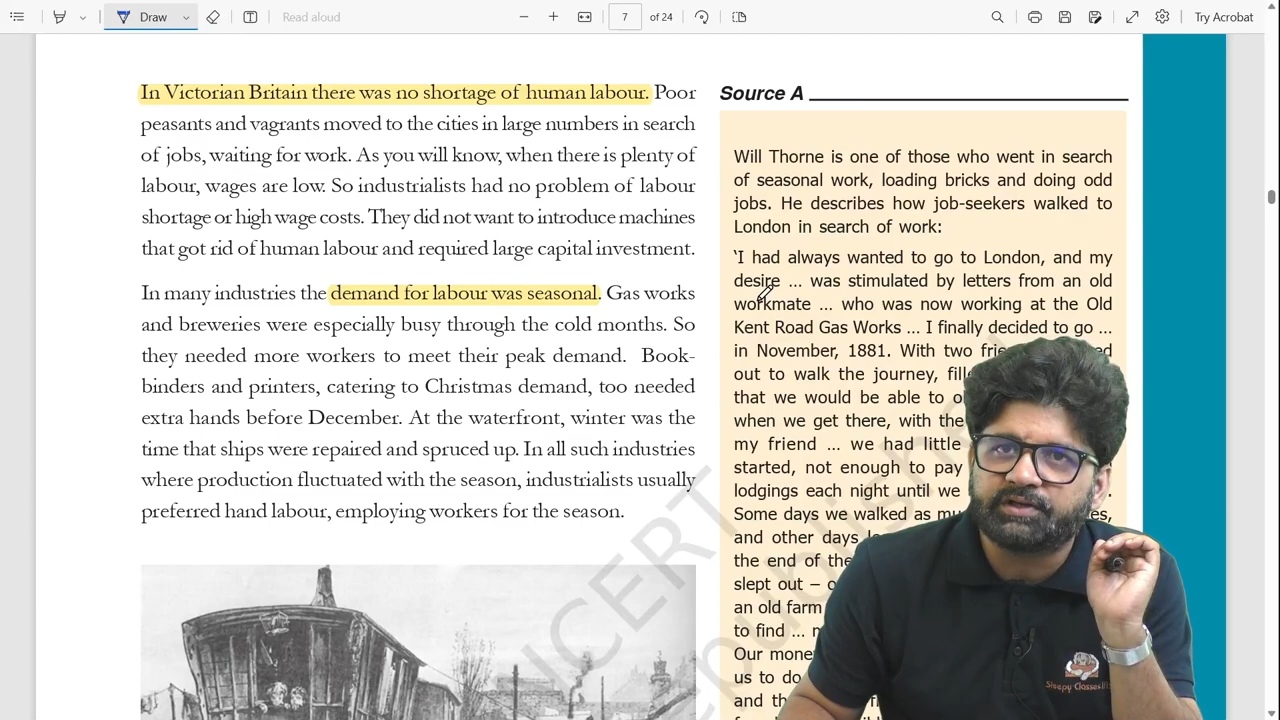 Draw
Read aloud
7
of 24
Try Acrobat
In Victorian Britain there was no shortage of human labour. Poor
peasants and vagrants moved to the cities in large numbers in search
of jobs, waiting for work. As you will know, when there is plenty of
labour, wages are low. So industrialists had no problem of labour
shortage or high wage costs. They did not want to introduce machines
that got rid of human labour and required large capital investment.
In many industries the demand for labour was seasonal. Gas works
and breweries were especially busy through the cold months. So
they needed more workers to meet their peak demand. Book-
binders and printers, catering to Christmas demand, too needed
extra hands before December. At the waterfront, winter was the
time that ships were repaired and spruced up. In all such industries
where production fluctuated with the season, industrialists usually
preferred hand labour, employing workers for the season.
Source A
Will Thorne is one of those who went in search
of seasonal work, loading bricks and doing odd
jobs. He describes how job-seekers walked to
London in search of work:
‘I had always wanted to go to London, and my
desire … was stimulated by letters from an old
workmate … who was now working at the Old
Kent Road Gas Works … I finally decided to go …
in November, 1881. With two
out to walk the journey,
that we would be able to
when we get there, with the
my friend … we had little
started, not enough to pay
lodgings each night until we
Some days we walked as
and other days
the end of the
slept out –
an old farm
to find …
Our
us to do
and
NCERT
republished
Sleepy Classes IAS